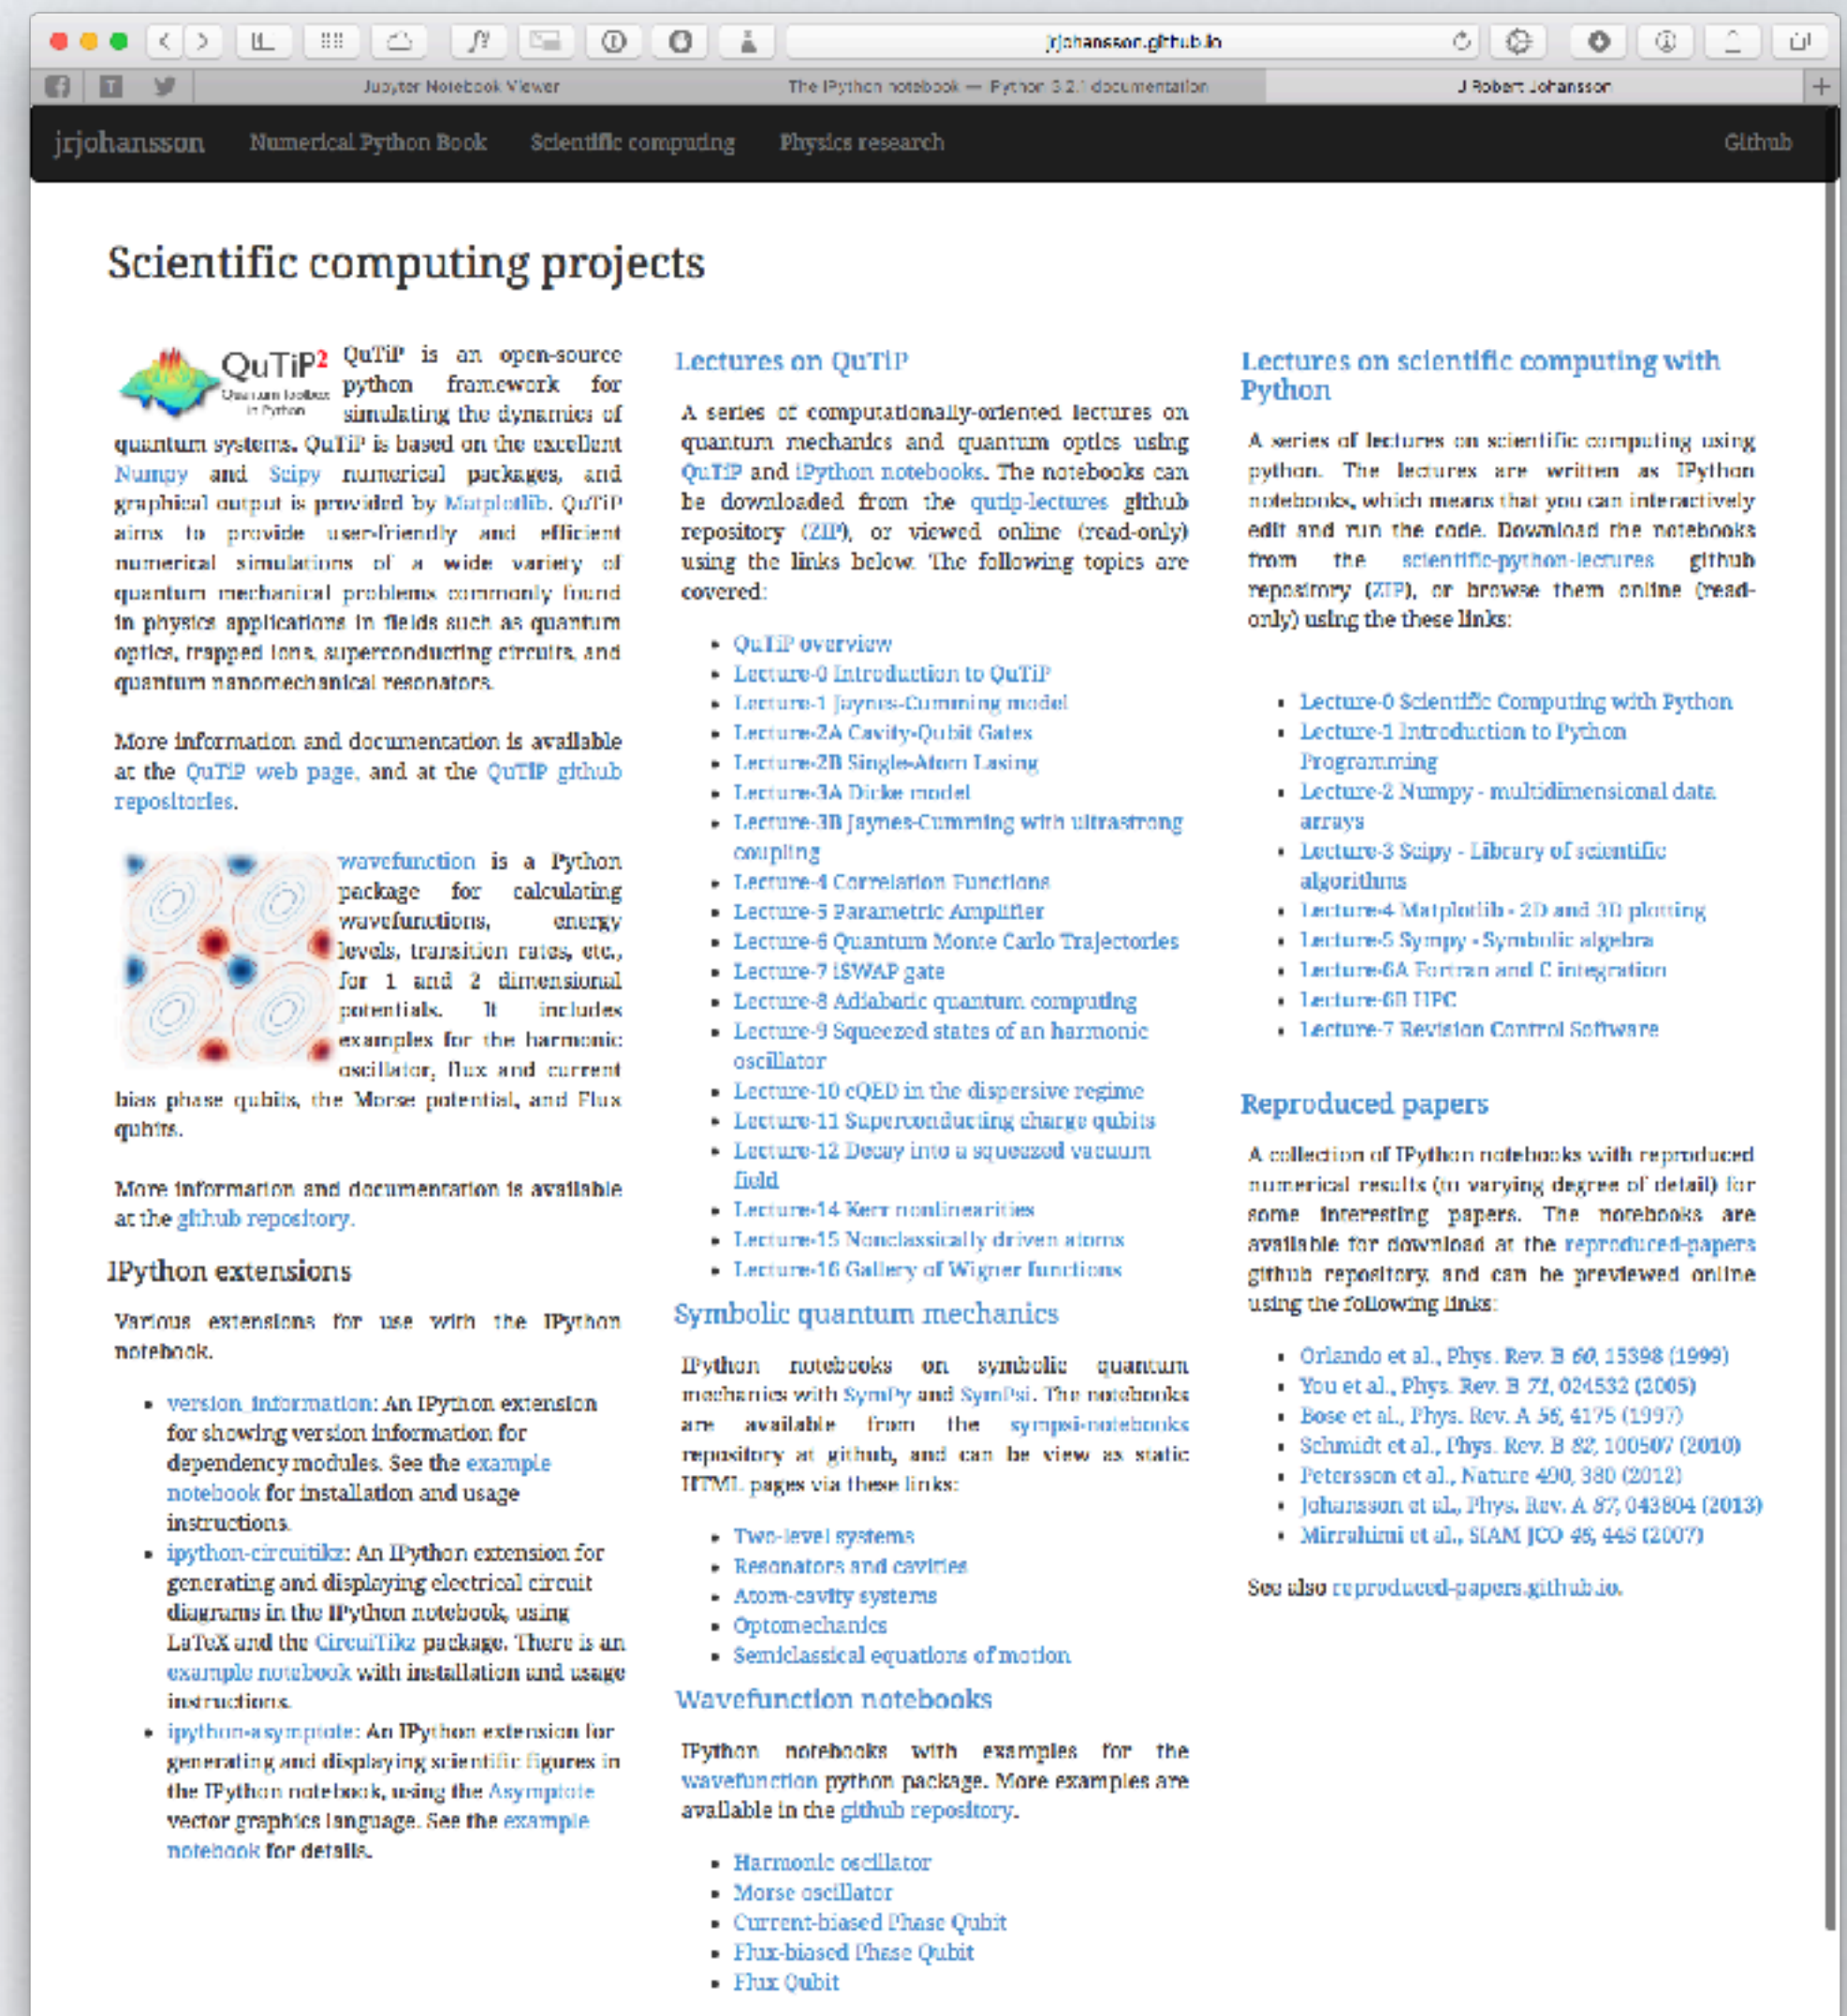 jrjohansson.github.io
Jupyter Notebook Viewer
The IPython notebook — IPython 3.2.1 documentation
J Robert Johansson
jrjohansson
Numerical Python Book
Scientific computing
Physics research
Github
Scientific computing projects
QuTiP²
Quantum Toolbox
in Python
QuTiP is an open-source
python framework for
simulating the dynamics of
quantum systems. QuTiP is based on the excellent
Numpy and Scipy numerical packages, and
graphical output is provided by Matplotlib. QuTiP
aims to provide user-friendly and efficient
numerical simulations of a wide variety of
quantum mechanical problems commonly found
in physics applications in fields such as quantum
optics, trapped ions, superconducting circuits, and
quantum nanomechanical resonators.
More information and documentation is available
at the QuTiP web page, and at the QuTiP github
repositories.
wavefunction is a Python
package for calculating
wavefunctions, energy
levels, transition rates, etc.,
for 1 and 2 dimensional
potentials. It includes
examples for the harmonic
oscillator, flux and current
bias phase qubits, the Morse potential, and Flux
qubits.
More information and documentation is available
at the github repository.
IPython extensions
Various extensions for use with the IPython
notebook.
• version_information: An IPython extension
for showing version information for
dependency modules. See the example
notebook for installation and usage
instructions.
• ipython-circuitikz: An IPython extension for
generating and displaying electrical circuit
diagrams in the IPython notebook, using
LaTeX and the CircuiTikz package. There is an
example notebook with installation and usage
instructions.
• ipython-asymptote: An IPython extension for
generating and displaying scientific figures in
the IPython notebook, using the Asymptote
vector graphics language. See the example
notebook for details.
Lectures on QuTiP
A series of computationally-oriented lectures on
quantum mechanics and quantum optics using
QuTiP and iPython notebooks. The notebooks can
be downloaded from the qutip-lectures github
repository (ZIP), or viewed online (read-only)
using the links below. The following topics are
covered:
• QuTiP overview
• Lecture-0 Introduction to QuTiP
• Lecture-1 Jaynes-Cumming model
• Lecture-2A Cavity-Qubit Gates
• Lecture-2B Single-Atom Lasing
• Lecture-3A Dicke model
• Lecture-3B Jaynes-Cumming with ultrastrong
coupling
• Lecture-4 Correlation Functions
• Lecture-5 Parametric Amplifier
• Lecture-6 Quantum Monte Carlo Trajectories
• Lecture-7 iSWAP gate
• Lecture-8 Adiabatic quantum computing
• Lecture-9 Squeezed states of an harmonic
oscillator
• Lecture-10 cQED in the dispersive regime
• Lecture-11 Superconducting charge qubits
• Lecture-12 Decay into a squeezed vacuum
field
• Lecture-14 Kerr nonlinearities
• Lecture-15 Nonclassically driven atoms
• Lecture-16 Gallery of Wigner functions
Symbolic quantum mechanics
IPython notebooks on symbolic quantum
mechanics with SymPy and SymPsi. The notebooks
are available from the sympsi-notebooks
repository at github, and can be view as static
HTML pages via these links:
• Two-level systems
• Resonators and cavities
• Atom-cavity systems
• Optomechanics
• Semiclassical equations of motion
Wavefunction notebooks
IPython notebooks with examples for the
wavefunction python package. More examples are
available in the github repository.
• Harmonic oscillator
• Morse oscillator
• Current-biased Phase Qubit
• Flux-biased Phase Qubit
• Flux Qubit
Lectures on scientific computing with
Python
A series of lectures on scientific computing using
python. The lectures are written as IPython
notebooks, which means that you can interactively
edit and run the code. Download the notebooks
from the scientific-python-lectures github
repository (ZIP), or browse them online (read-
only) using the these links:
• Lecture-0 Scientific Computing with Python
• Lecture-1 Introduction to Python
Programming
• Lecture-2 Numpy - multidimensional data
arrays
• Lecture-3 Scipy - Library of scientific
algorithms
• Lecture-4 Matplotlib - 2D and 3D plotting
• Lecture-5 Sympy - Symbolic algebra
• Lecture-6A Fortran and C integration
• Lecture-6B HPC
• Lecture-7 Revision Control Software
Reproduced papers
A collection of IPython notebooks with reproduced
numerical results (to varying degree of detail) for
some interesting papers. The notebooks are
available for download at the reproduced-papers
github repository, and can be previewed online
using the following links:
• Orlando et al., Phys. Rev. B 60, 15398 (1999)
• You et al., Phys. Rev. B 71, 024532 (2005)
• Bose et al., Phys. Rev. A 56, 4175 (1997)
• Schmidt et al., Phys. Rev. B 82, 100507 (2010)
• Petersson et al., Nature 490, 380 (2012)
• Johansson et al., Phys. Rev. A 87, 043804 (2013)
• Mirrahimi et al., SIAM JCO 46, 445 (2007)
See also reproduced-papers.github.io.